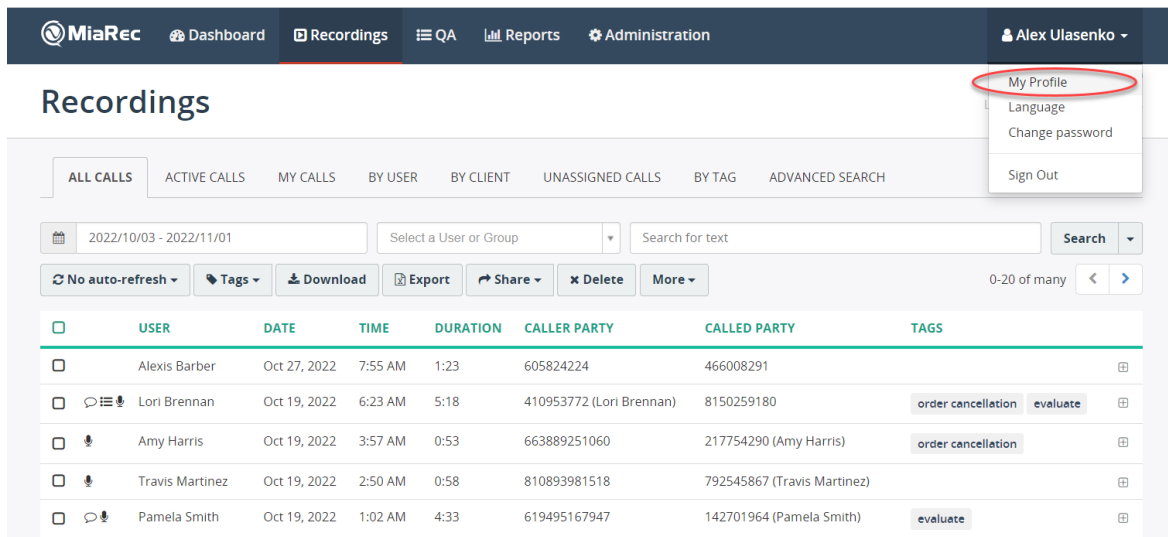 MiaRec Dashboard Recordings QA Reports Administration Alex Ulasenko
My Profile
Recordings
Language
Change password
ALL CALLS ACTIVE CALLS MY CALLS BY USER BY CLIENT UNASSIGNED CALLS BY TAG ADVANCED SEARCH
Sign Out
2022/10/03 - 2022/11/01 Select a User or Group Search for text Search
No auto-refresh Tags Download Export Share Delete More 0-20 of many
USER DATE TIME DURATION CALLER PARTY CALLED PARTY TAGS
Alexis Barber Oct 27, 2022 7:55 AM 1:23 605824224 466008291
Lori Brennan Oct 19, 2022 6:23 AM 5:18 410953772 (Lori Brennan) 8150259180 order cancellation evaluate
Amy Harris Oct 19, 2022 3:57 AM 0:53 663889251060 217754290 (Amy Harris) order cancellation
Travis Martinez Oct 19, 2022 2:50 AM 0:58 810893981518 792545867 (Travis Martinez)
Pamela Smith Oct 19, 2022 1:02 AM 4:33 619495167947 142701964 (Pamela Smith) evaluate